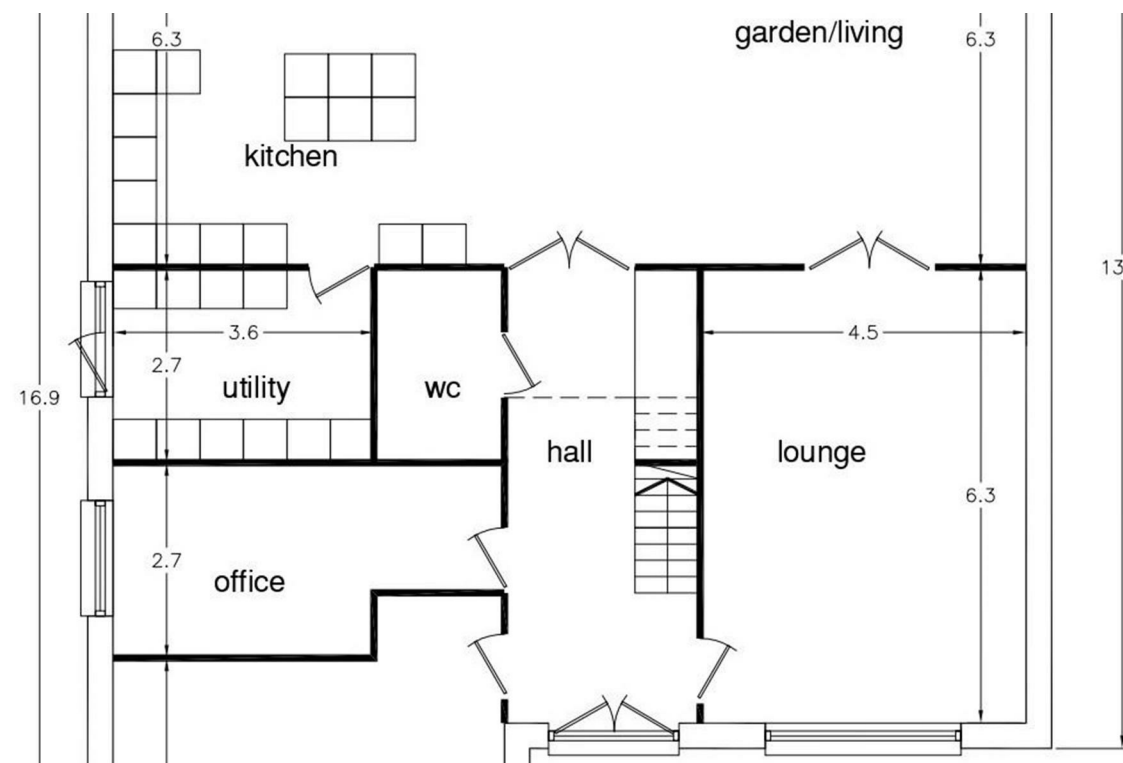 garden/living
6.3
6.3
kitchen
13
3.6
4.5
2.7
utility
wc
16.9
hall
lounge
6.3
2.7
office